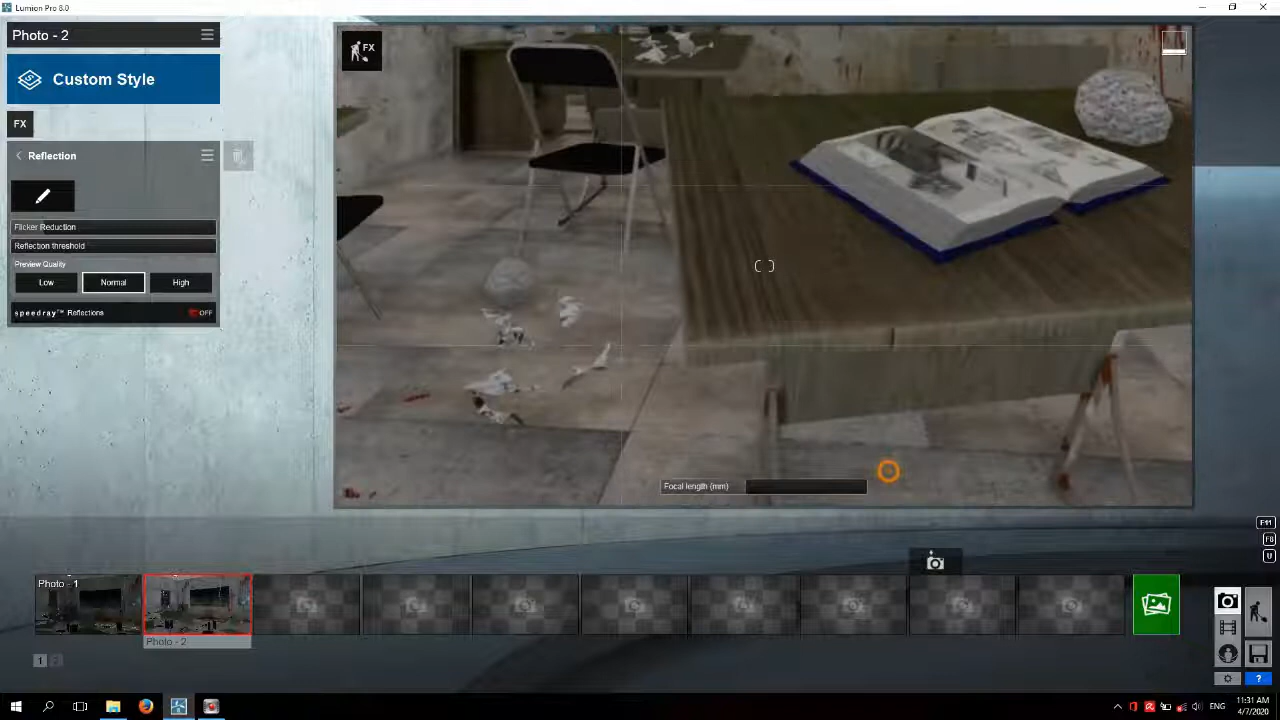 Lumion Pro 8.0
Photo - 2
Custom Style
FX
Reflection
Flicker Reduction
Reflection threshold
Preview Quality
Low
Normal
High
speedray™ Reflections
OFF
FX
Focal length (mm)
F11
F8
U
Photo - 1
Photo - 2
1
2
?
ENG
11:31 AM
4/7/2020